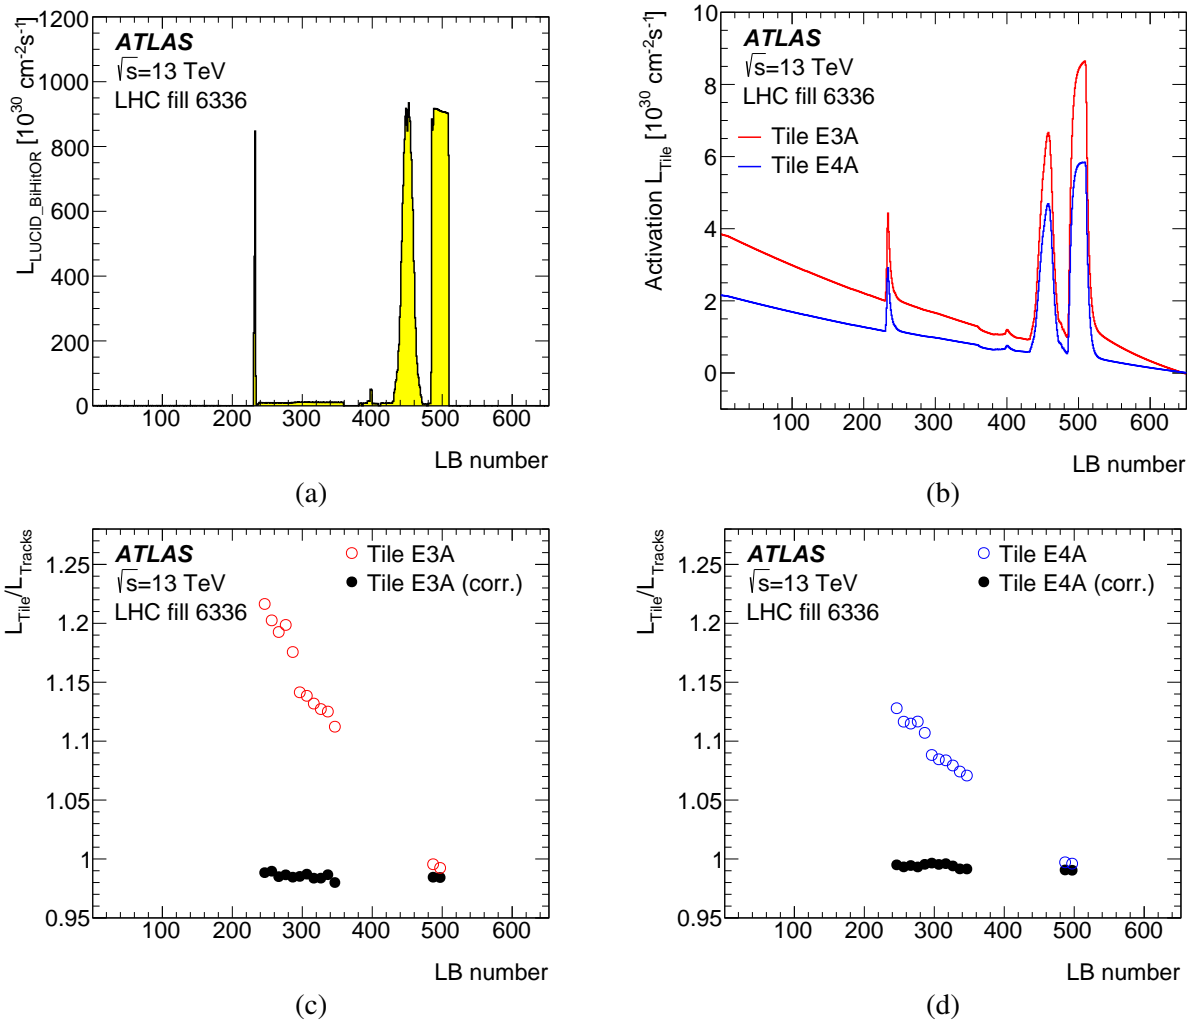 L_LUCID_BiHitOR [10^30 cm^-2 s^-1]
1200
1000
800
600
400
200
0
ATLAS
√s=13 TeV
LHC fill 6336
100 200 300 400 500 600
LB number
(a)
Activation L_Tile [10^30 cm^-2 s^-1]
10
8
6
4
2
0
ATLAS
√s=13 TeV
LHC fill 6336
Tile E3A
Tile E4A
100 200 300 400 500 600
LB number
(b)
L_Tile/L_Tracks
1.25
1.2
1.15
1.1
1.05
1
0.95
ATLAS
√s=13 TeV
LHC fill 6336
Tile E3A
Tile E3A (corr.)
100 200 300 400 500 600
LB number
(c)
L_Tile/L_Tracks
1.25
1.2
1.15
1.1
1.05
1
0.95
ATLAS
√s=13 TeV
LHC fill 6336
Tile E4A
Tile E4A (corr.)
100 200 300 400 500 600
LB number
(d)